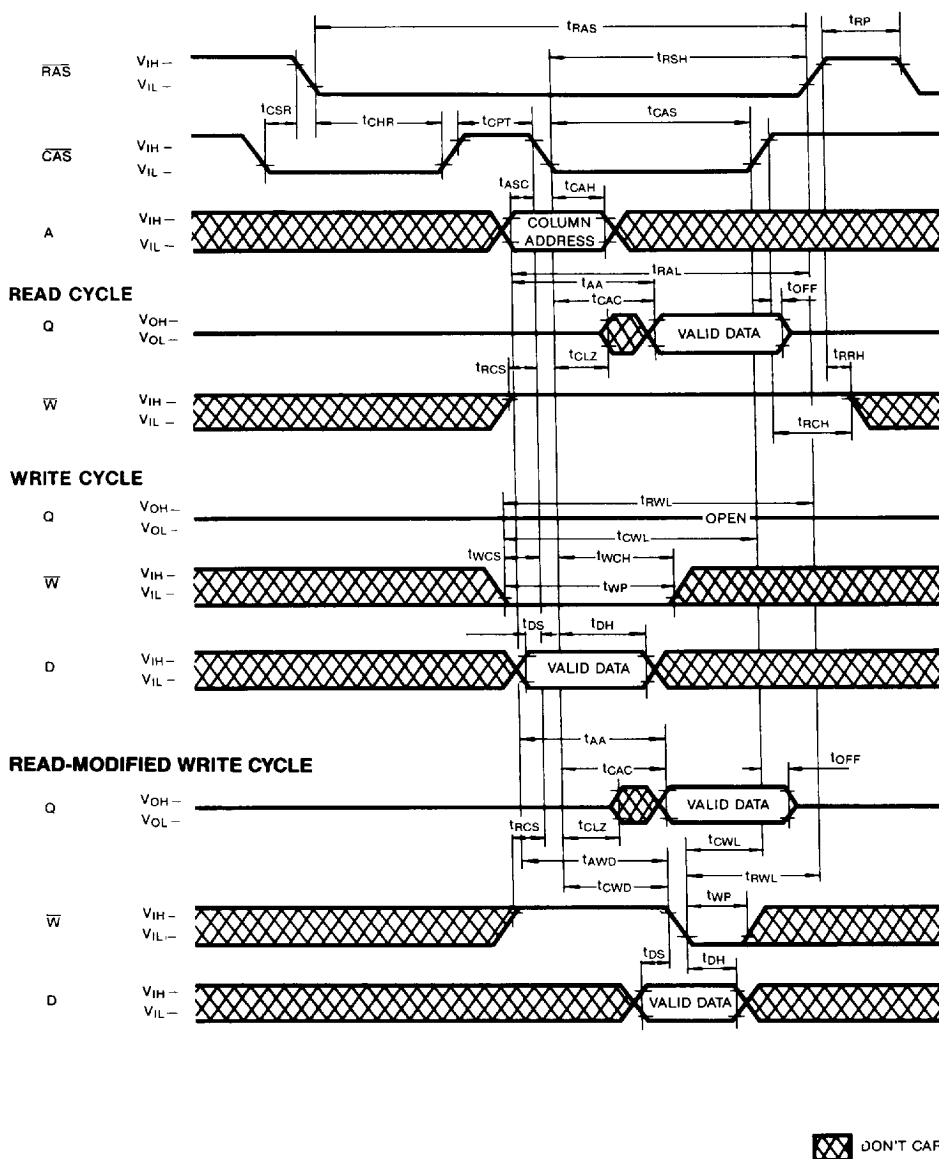 tRAS
tRP
RAS
VIH –
VIL –
tRSH
tCSR
tCHR
tCPT
tCAS
CAS
VIH –
VIL –
tASC
tCAH
A
VIH –
VIL –
COLUMN
ADDRESS
tRAL
tAA
READ CYCLE
tCAC
tOFF
Q
VOH–
VOL –
VALID DATA
tRCS
tCLZ
tRRH
W
VIH –
VIL –
tRCH
WRITE CYCLE
tRWL
Q
VOH –
VOL –
OPEN
tCWL
tWCS
tWCH
W
VIH –
VIL –
tWP
tDS
tDH
D
VIH –
VIL –
VALID DATA
tAA
READ-MODIFIED WRITE CYCLE
tCAC
tOFF
Q
VOH –
VOL –
VALID DATA
tRCS
tCLZ
tCWL
tAWD
tRWL
tCWD
tWP
W
VIH –
VIL –
tDS
tDH
D
VIH –
VIL –
VALID DATA
DON'T CAR